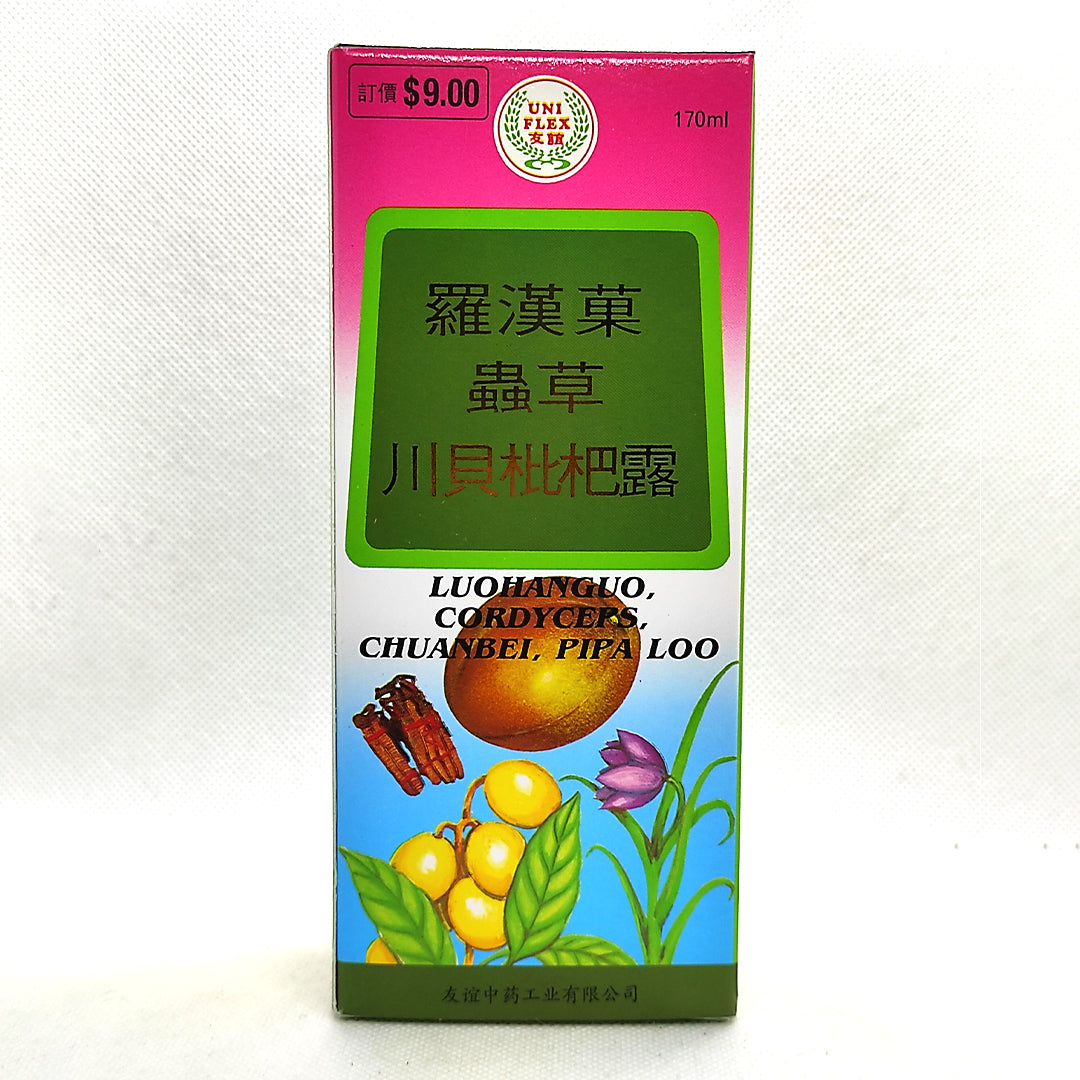 訂價 $9.00
UNI
FLEX
友誼
170ml
羅漢菓
蟲草
川貝枇杷露
LUOHANGUO,
CORDYCEPS,
CHUANBEI, PIPA LOO
友谊中药工业有限公司